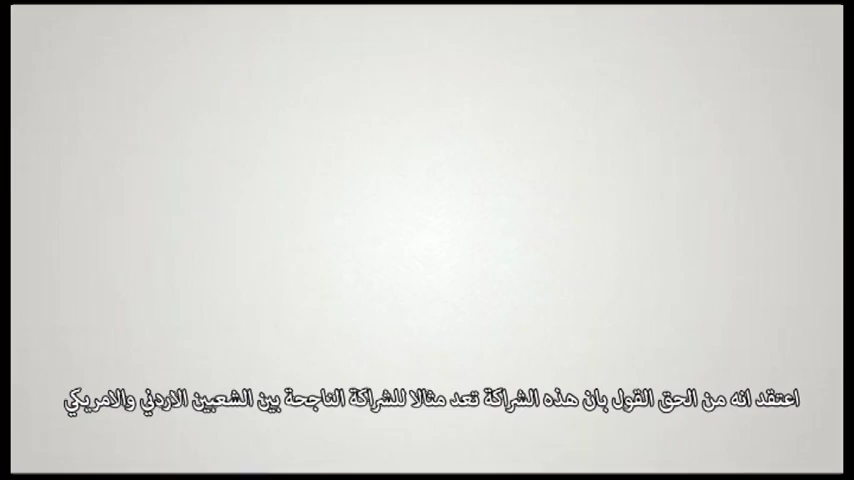 اعتقد انه من الحق القول بان هذه الشراكة تعد مثالا للشراكة الناجحة بين الشعبين الاردني والامريكي